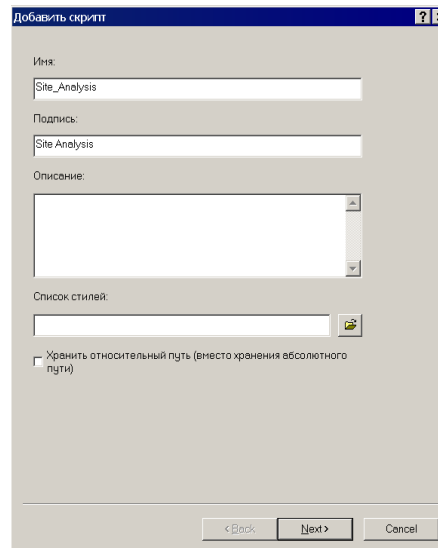 Добавить скрипт
Имя:
Site_Analysis
Подпись:
Site Analysis
Описание:
Список стилей:
Хранить относительный путь (вместо хранения абсолютного
пути)
< Back
Next >
Cancel